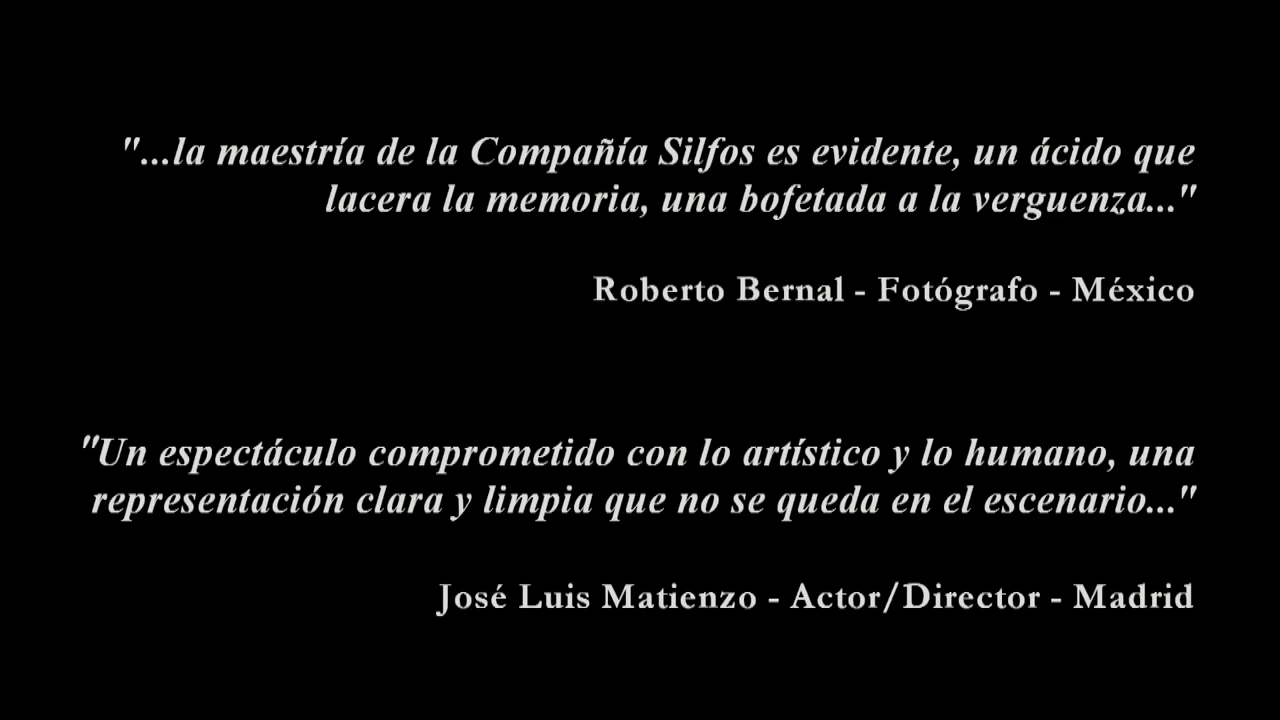 "...la maestría de la Compañía Silfos es evidente, un ácido que
lacera la memoria, una bofetada a la verguenza..."
Roberto Bernal - Fotógrafo - México
"Un espectáculo comprometido con lo artístico y lo humano, una
representación clara y limpia que no se queda en el escenario..."
José Luis Matienzo - Actor/Director - Madrid